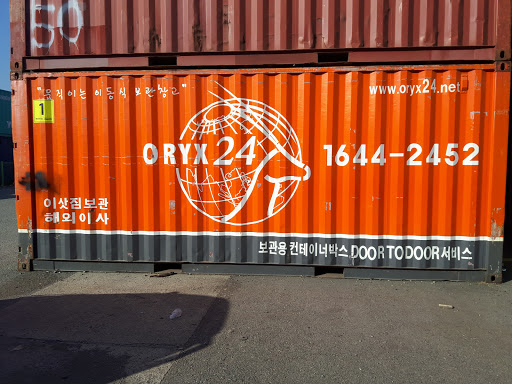 50
"움직이는 이동식 보관창고"
www.oryx24.net
1
ORYX24
1644-2452
이삿짐보관
해외이사
보관용 컨테이너박스 DOOR TO DOOR 서비스